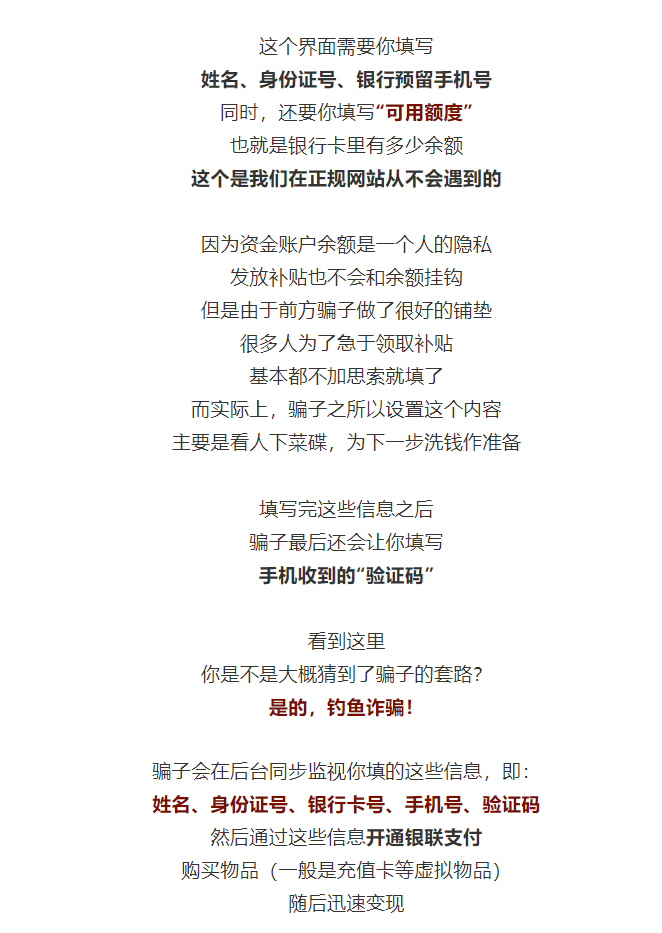 这个界面需要你填写
姓名、身份证号、银行预留手机号
同时，还要你填写“可用额度”
也就是银行卡里有多少余额
这个是我们在正规网站从不会遇到的
因为资金账户余额是一个人的隐私
发放补贴也不会和余额挂钩
但是由于前方骗子做了很好的铺垫
很多人为了急于领取补贴
基本都不加思索就填了
而实际上，骗子之所以设置这个内容
主要是看人下菜碟，为下一步洗钱作准备
填写完这些信息之后
骗子最后还会让你填写
手机收到的“验证码”
看到这里
你是不是大概猜到了骗子的套路？
是的，钓鱼诈骗！
骗子会在后台同步监视你填的这些信息，即：
姓名、身份证号、银行卡号、手机号、验证码
然后通过这些信息开通银联支付
购买物品（一般是充值卡等虚拟物品）
随后迅速变现